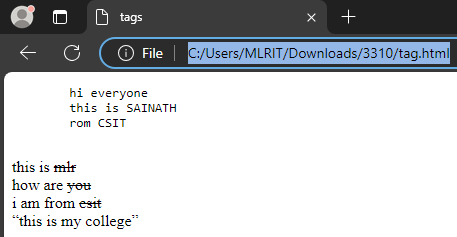 tags
File
C:/Users/MLRIT/Downloads/3310/tag.html
hi everyone
this is SAINATH
rom CSIT
this is mlr
how are you
i am from csit
“this is my college”